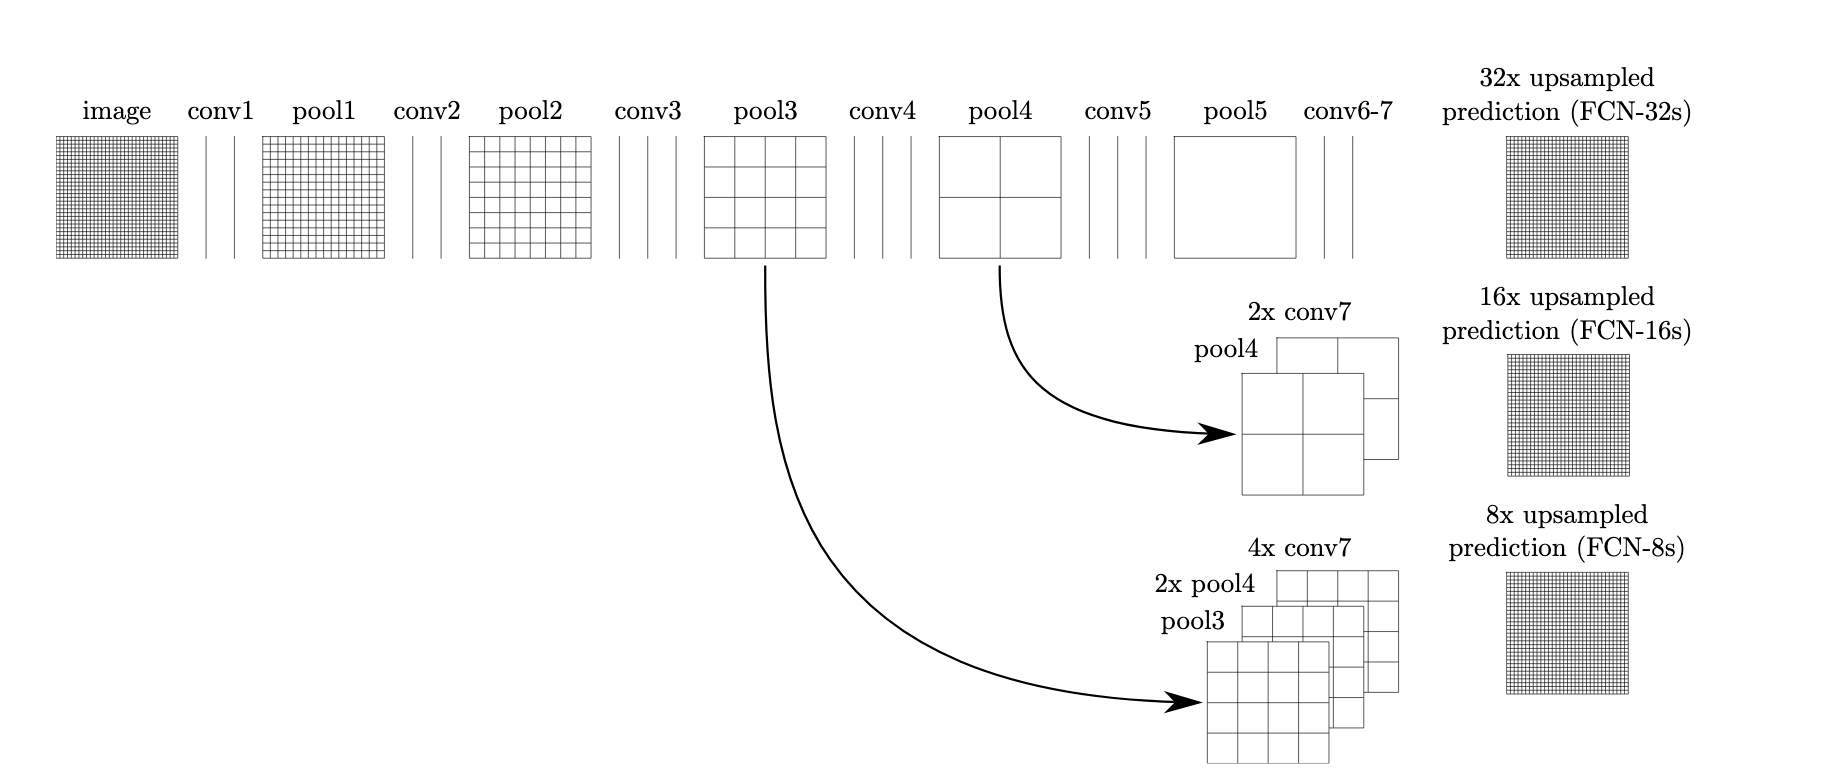 image
conv1
pool1
conv2
pool2
conv3
pool3
conv4
pool4
conv5
pool5
conv6-7
32x upsampled
prediction (FCN-32s)
2x conv7
pool4
16x upsampled
prediction (FCN-16s)
4x conv7
2x pool4
pool3
8x upsampled
prediction (FCN-8s)